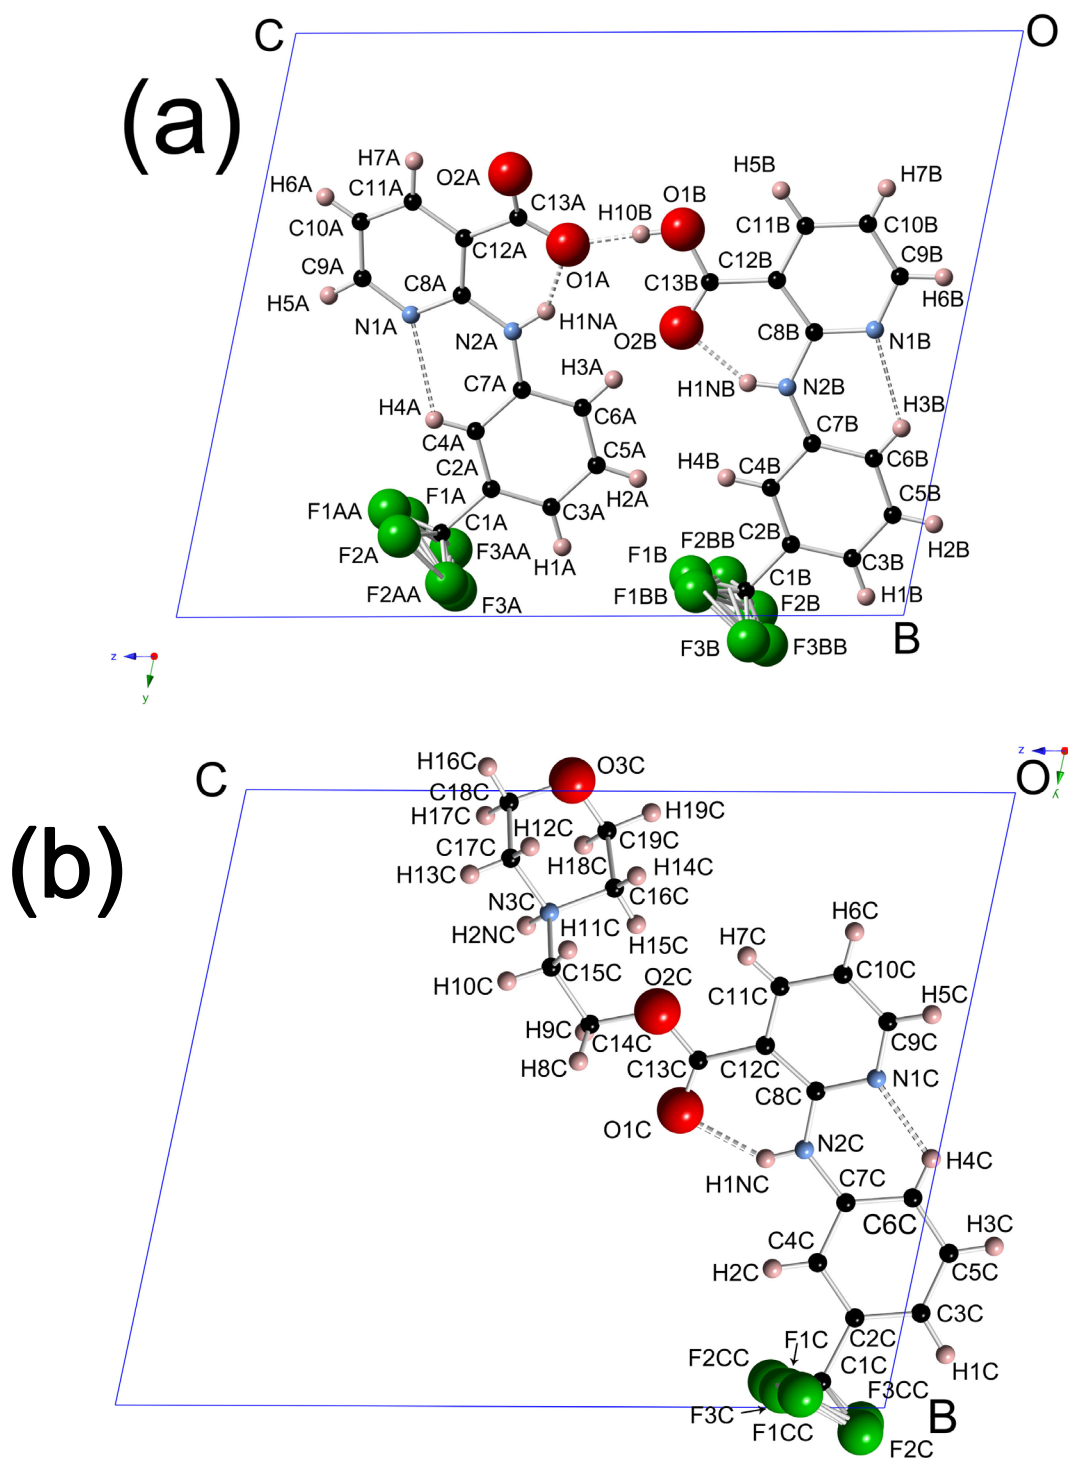 C
O
(a)
H7A
H6A
C11A
O2A
C13A
H5B
H7B
O1B
H10B
C10A
C11B
C10B
C12A
C9A
C12B
C9B
C8A
O1A
C13B
H5A
H6B
N1A
N2A
H1NA
O2B
C8B
N1B
C7A
H3A
H1NB
N2B
H4A
C6A
H3B
C4A
C7B
C2A
C5A
H4B
C4B
C6B
F1A
H2A
C5B
F1AA
C1A
C3A
C2B
H2B
F2A
F3AA
F1B
F2BB
C3B
H1A
C1B
F2AA
F3A
F1BB
F2B
H1B
B
F3B
F3BB
z
y
z
y
C
O
H16C
O3C
C18C
H17C
H12C
H19C
(b)
C17C
C19C
H13C
H18C
H14C
N3C
C16C
H2NC
H11C
H15C
H6C
H7C
C15C
O2C
C10C
H10C
C11C
H5C
H9C
C14C
C9C
H8C
C13C
C12C
N1C
C8C
O1C
N2C
H4C
H1NC
C7C
C6C
C4C
H3C
H2C
C5C
C3C
C2C
F1C
F2CC
C1C
H1C
F3CC
F3C
B
F1CC
F2C